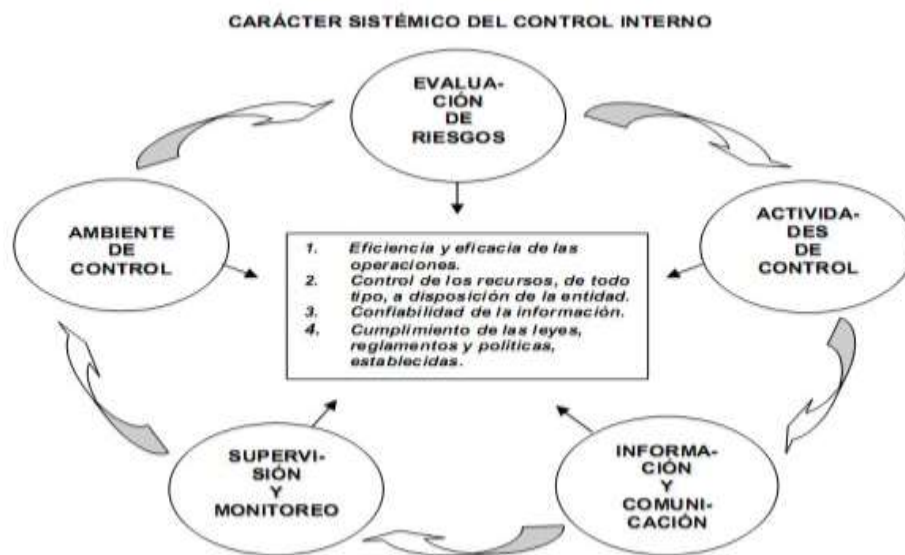 CARÁCTER SISTÉMICO DEL CONTROL INTERNO
EVALUA-
CIÓN
DE
RIESGOS
AMBIENTE
DE
CONTROL
ACTIVIDA-
DES
DE
CONTROL
1. Eficiencia y eficacia de las
operaciones.
2. Control de los recursos, de todo
tipo, a disposición de la entidad.
3. Confiabilidad de la información.
4. Cumplimiento de las leyes,
reglamentos y políticas,
establecidas.
SUPERVI-
SIÓN
Y
MONITOREO
INFORMA-
CIÓN
Y
COMUNI-
CACIÓN